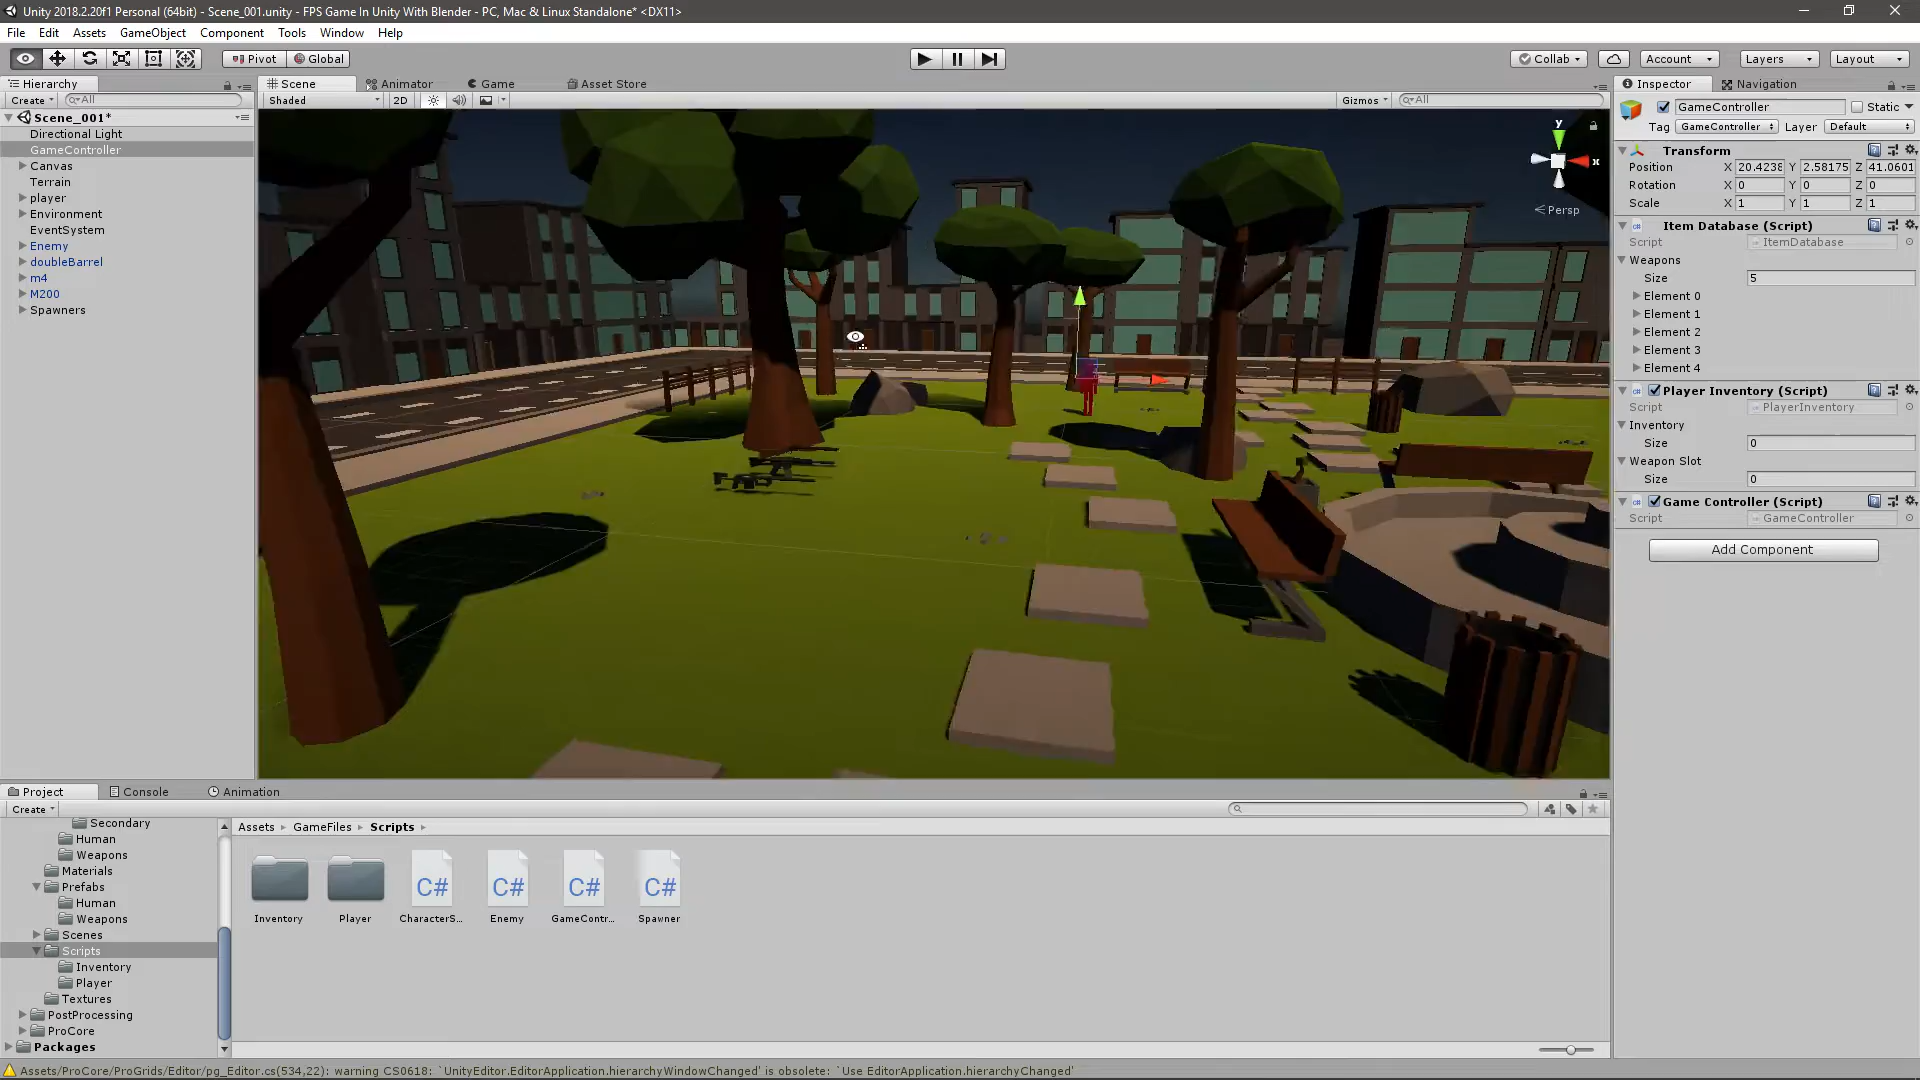 Unity 2018.2.20f1 Personal (64bit) - Scene_001.unity - FPS Game In Unity With Blender - PC, Mac & Linux Standalone* <DX11>
File Edit Assets GameObject Component Tools Window Help
Pivot Global Collab Account Layers Layout
Hierarchy
Create All
Scene_001*
Directional Light
GameController
Canvas
Terrain
player
Environment
EventSystem
Enemy
doubleBarrel
m4
M200
Spawners
Scene Animator Game Asset Store
Shaded 2D Gizmos All
y
x
Persp
Inspector Navigation
GameController Static
Tag GameController Layer Default
Transform
Position X 20.4238 Y 2.58175 Z 41.0601
Rotation X 0 Y 0 Z 0
Scale X 1 Y 1 Z 1
Item Database (Script)
Script ItemDatabase
Weapons
Size 5
Element 0
Element 1
Element 2
Element 3
Element 4
Player Inventory (Script)
Script PlayerInventory
Inventory
Size 0
Weapon Slot
Size 0
Game Controller (Script)
Script GameController
Add Component
Project Console Animation
Create
Secondary
Human
Weapons
Materials
Prefabs
Human
Weapons
Scenes
Scripts
Inventory
Player
Textures
PostProcessing
ProCore
Packages
Assets GameFiles Scripts
C# C# C# C#
Inventory Player CharacterS... Enemy GameContr... Spawner
Assets/ProCore/ProGrids/Editor/pg_Editor.cs(534,22): warning CS0618: `UnityEditor.EditorApplication.hierarchyWindowChanged' is obsolete: `Use EditorApplication.hierarchyChanged'